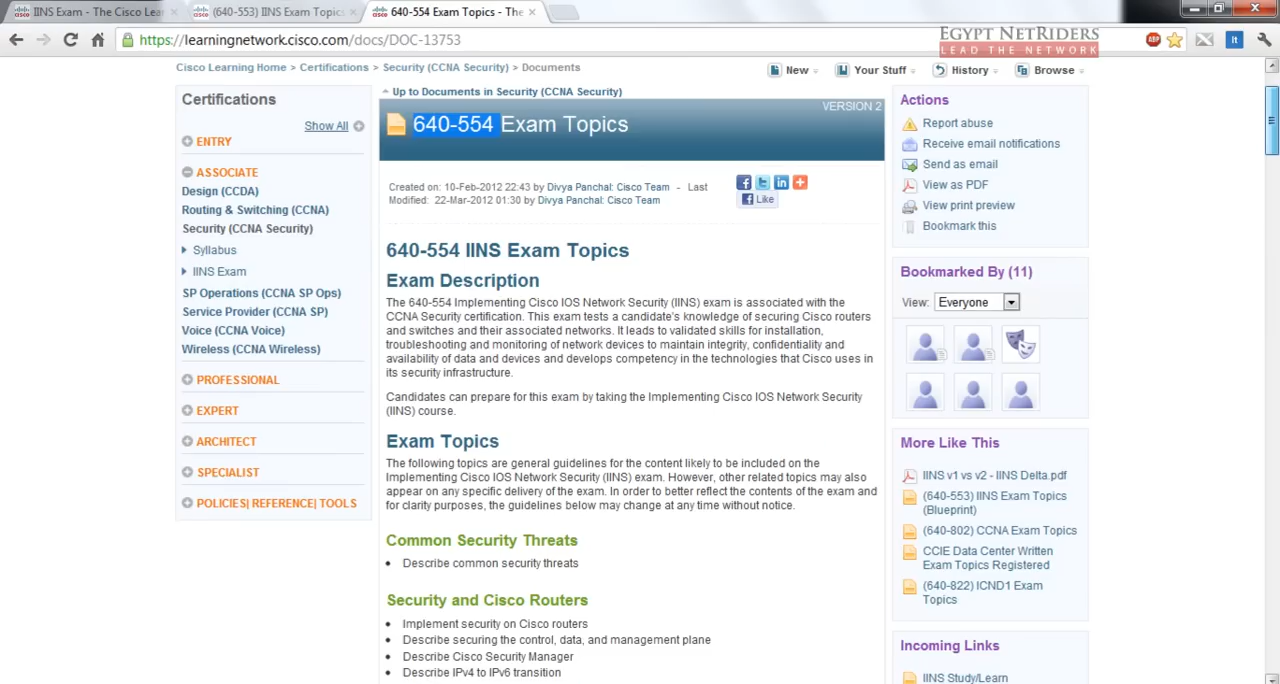 IINS Exam - The Cisco Lea
(640-553) IINS Exam Topics
640-554 Exam Topics - The
https://learningnetwork.cisco.com/docs/DOC-13753
EGYPT NETRIDERS
LEAD THE NETWORK
ABP
It
Cisco Learning Home > Certifications > Security (CCNA Security) > Documents
New
Your Stuff
History
Browse
Certifications
Show All
ENTRY
ASSOCIATE
Design (CCDA)
Routing & Switching (CCNA)
Security (CCNA Security)
Syllabus
IINS Exam
SP Operations (CCNA SP Ops)
Service Provider (CCNA SP)
Voice (CCNA Voice)
Wireless (CCNA Wireless)
PROFESSIONAL
EXPERT
ARCHITECT
SPECIALIST
POLICIES| REFERENCE| TOOLS
Up to Documents in Security (CCNA Security)
VERSION 2
640-554 Exam Topics
Created on: 10-Feb-2012 22:43 by Divya Panchal: Cisco Team - Last
Modified: 22-Mar-2012 01:30 by Divya Panchal: Cisco Team
Like
640-554 IINS Exam Topics
Exam Description
The 640-554 Implementing Cisco IOS Network Security (IINS) exam is associated with the
CCNA Security certification. This exam tests a candidate's knowledge of securing Cisco routers
and switches and their associated networks. It leads to validated skills for installation,
troubleshooting and monitoring of network devices to maintain integrity, confidentiality and
availability of data and devices and develops competency in the technologies that Cisco uses in
its security infrastructure.
Candidates can prepare for this exam by taking the Implementing Cisco IOS Network Security
(IINS) course.
Exam Topics
The following topics are general guidelines for the content likely to be included on the
Implementing Cisco IOS Network Security (IINS) exam. However, other related topics may also
appear on any specific delivery of the exam. In order to better reflect the contents of the exam and
for clarity purposes, the guidelines below may change at any time without notice.
Common Security Threats
• Describe common security threats
Security and Cisco Routers
• Implement security on Cisco routers
• Describe securing the control, data, and management plane
• Describe Cisco Security Manager
• Describe IPv4 to IPv6 transition
Actions
Report abuse
Receive email notifications
Send as email
View as PDF
View print preview
Bookmark this
Bookmarked By (11)
View: Everyone
More Like This
IINS v1 vs v2 - IINS Delta.pdf
(640-553) IINS Exam Topics
(Blueprint)
(640-802) CCNA Exam Topics
CCIE Data Center Written
Exam Topics Registered
(640-822) ICND1 Exam
Topics
Incoming Links
IINS Study/Learn